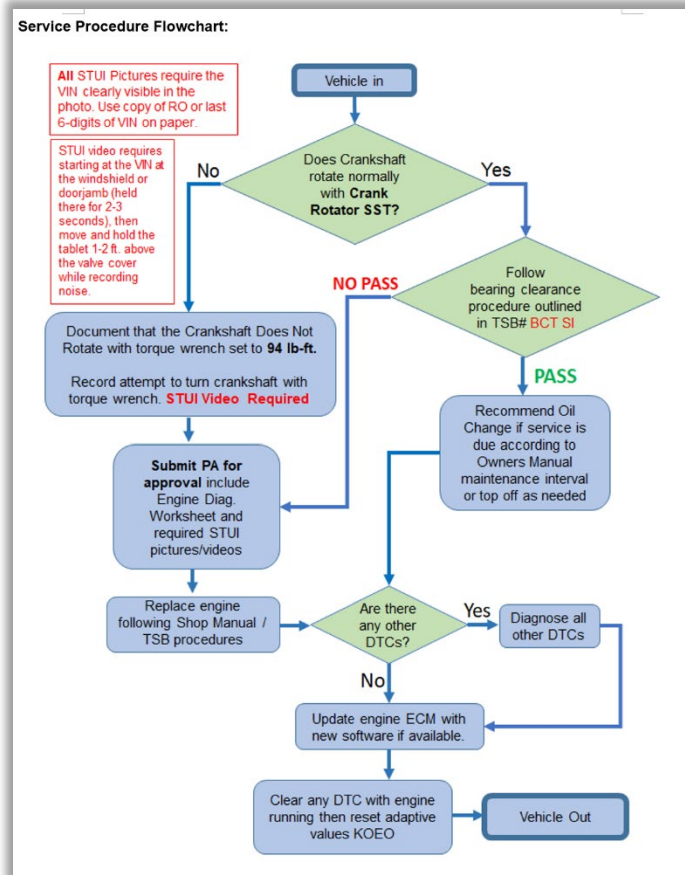 Service Procedure Flowchart:
All STUI Pictures require the
VIN clearly visible in the
photo. Use copy of RO or last
6-digits of VIN on paper.
Vehicle in
STUI video requires
starting at the VIN at
the windshield or
doorjamb (held
there for 2-3
seconds), then
move and hold the
tablet 1-2 ft. above
the valve cover
while recording
noise.
No
Does Crankshaft
rotate normally
with Crank
Rotator SST?
Yes
NO PASS
Follow
bearing clearance
procedure outlined
in TSB# BCT SI
PASS
Document that the Crankshaft Does Not
Rotate with torque wrench set to 94 lb-ft.
Record attempt to turn crankshaft with
torque wrench. STUI Video Required
Recommend Oil
Change if service is
due according to
Owners Manual
maintenance interval
or top off as needed
Submit PA for
approval include
Engine Diag.
Worksheet and
required STUI
pictures/videos
Replace engine
following Shop Manual /
TSB procedures
Are there
any other
DTCs?
Yes
Diagnose all
other DTCs
No
Update engine ECM with
new software if available.
Clear any DTC with engine
running then reset adaptive
values KOEO
Vehicle Out